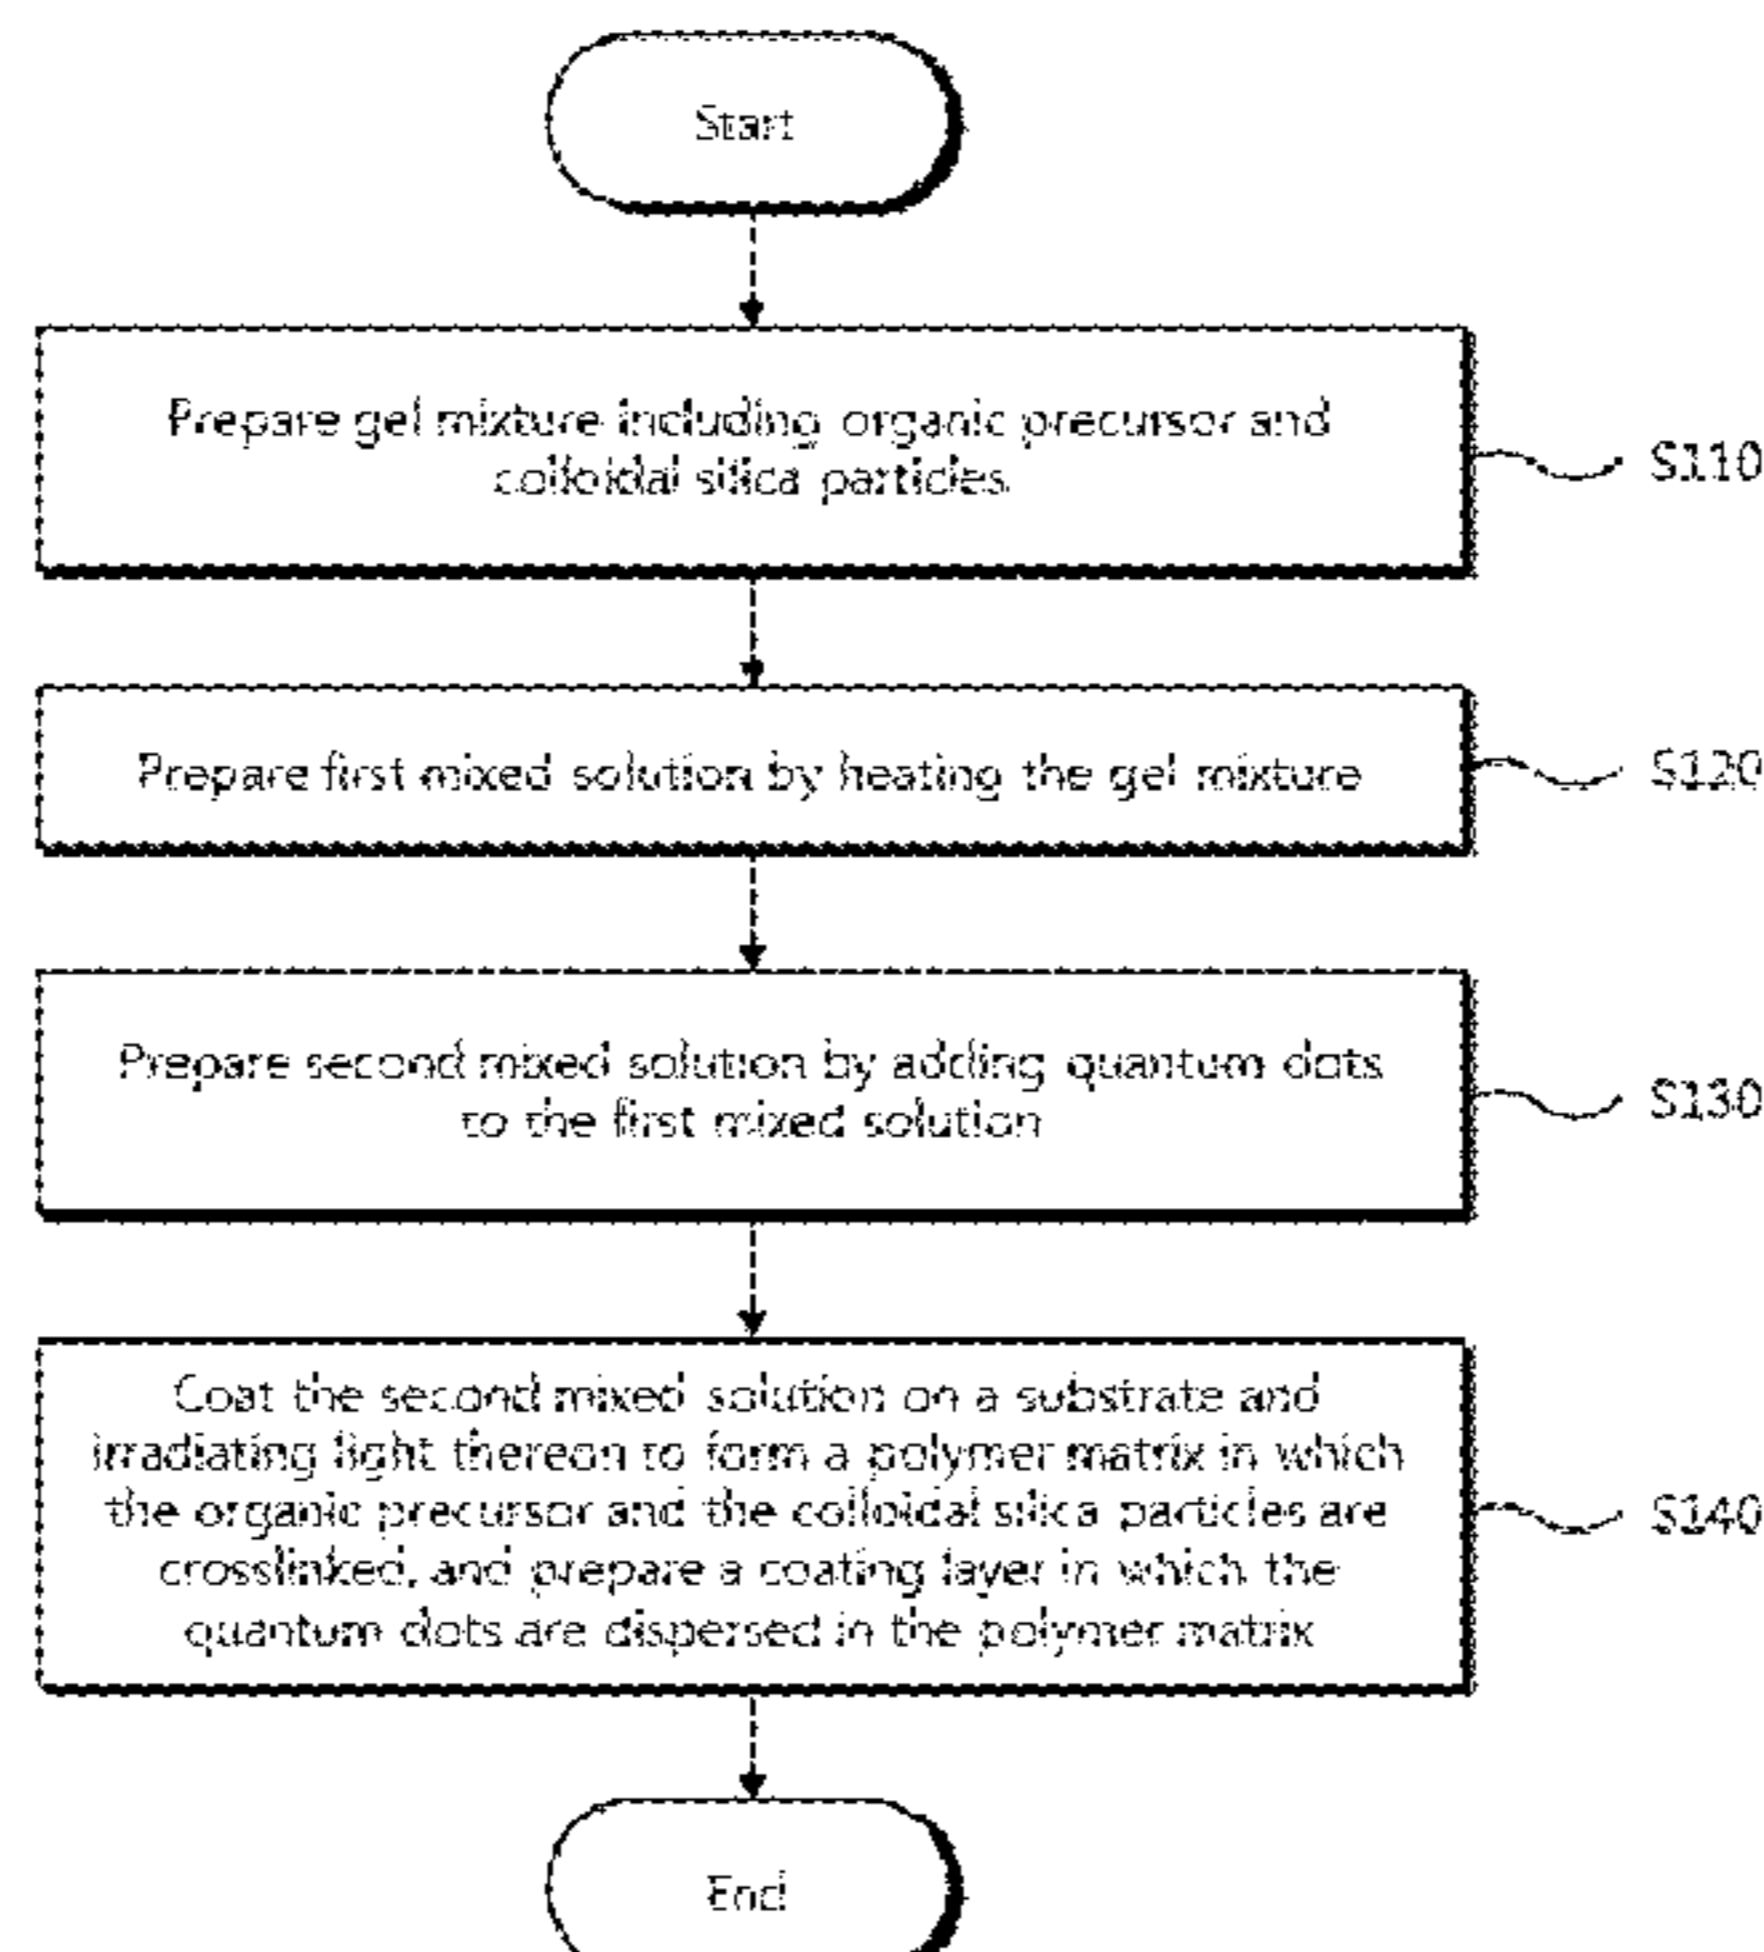 Start
Prepare gel mixture including organic precursor and
colloidal silica particles
S110
Prepare first mixed solution by heating the gel mixture
S120
Prepare second mixed solution by adding quantum dots
to the first mixed solution
S130
Coat the second mixed solution on a substrate and
irradiating light thereon to form a polymer matrix in which
the organic precursor and the colloidal silica particles are
crosslinked, and prepare a coating layer in which the
quantum dots are dispersed in the polymer matrix
S140
End